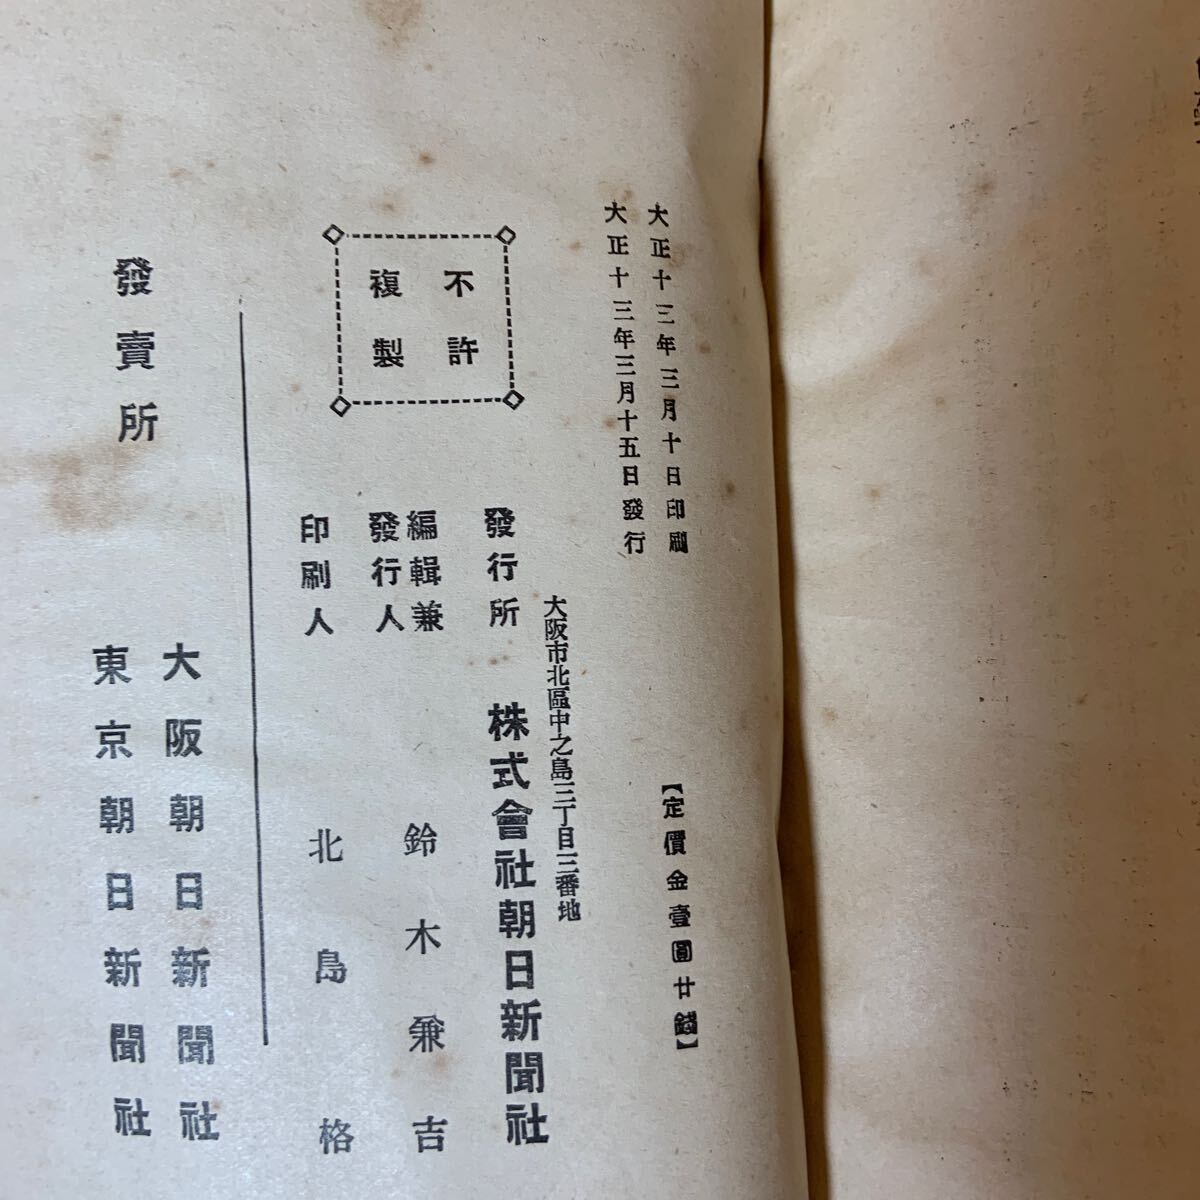 大正十三年三月十日印刷
大正十三年三月十五日發行
【定價金壹圓廿錢】
不許
複製
大阪市北區中之島三丁目三番地
發行所 株式會社朝日新聞社
編輯兼
發行人 鈴木兼吉
印刷人 北島格
發賣所
大阪朝日新聞社
東京朝日新聞社